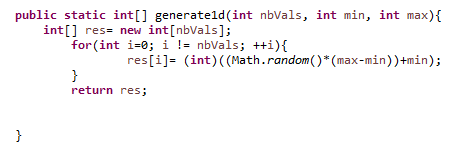 public static int[] generate1d(int nbVals, int min, int max){
int[] res= new int[nbVals];
for(int i=0; i != nbVals; ++i){
res[i]= (int)((Math.random()*(max-min))+min);
}
return res;
}